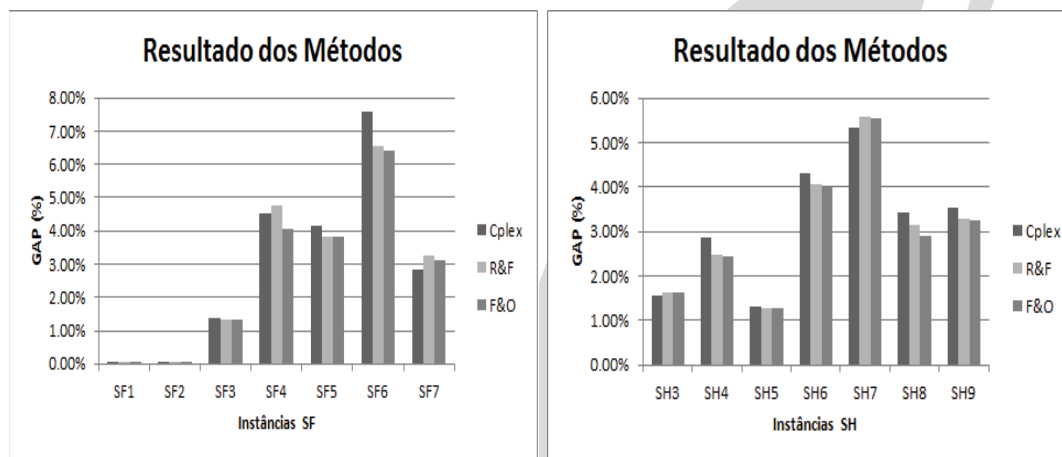 Resultado dos Métodos
8.00%
7.00%
6.00%
5.00%
4.00%
3.00%
2.00%
1.00%
0.00%
GAP (%)
SF1 SF2 SF3 SF4 SF5 SF6 SF7
Instâncias SF
Cplex
R&F
F&O
Resultado dos Métodos
6.00%
5.00%
4.00%
3.00%
2.00%
1.00%
0.00%
GAP (%)
SH3 SH4 SH5 SH6 SH7 SH8 SH9
Instâncias SH
Cplex
R&F
F&O